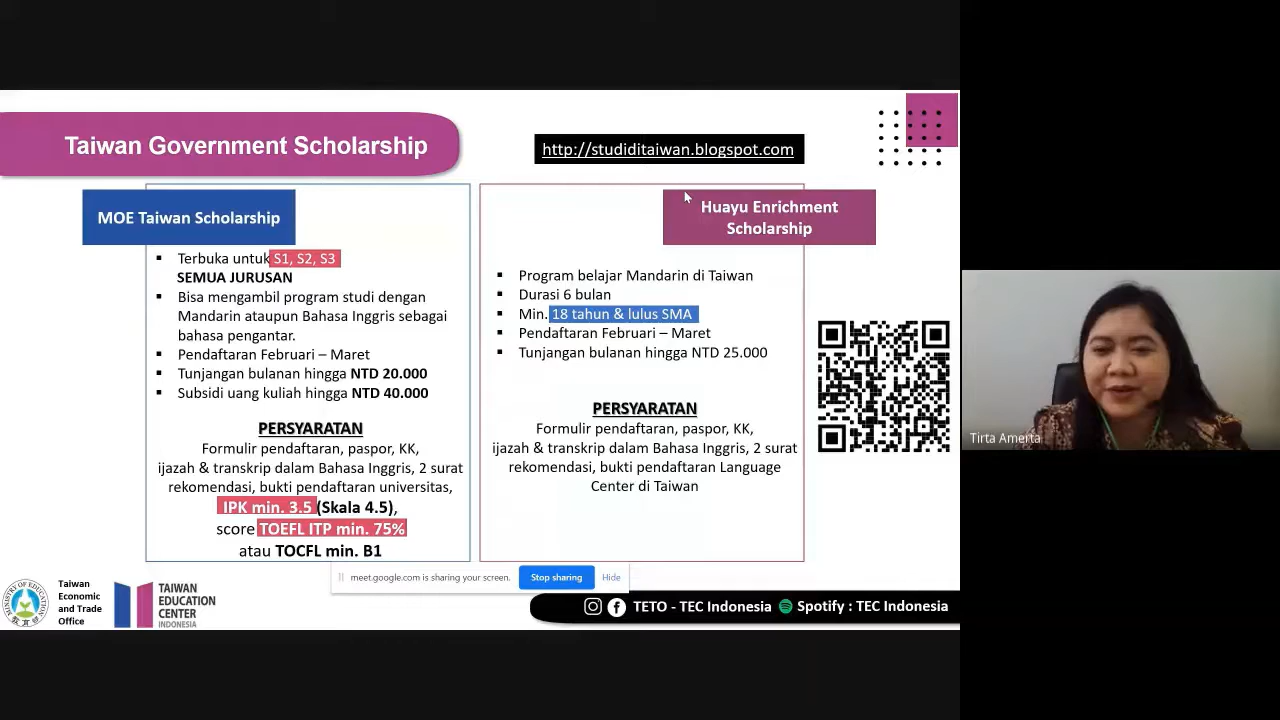 Taiwan Government Scholarship
http://studiditaiwan.blogspot.com
MOE Taiwan Scholarship
▪ Terbuka untuk S1, S2, S3
SEMUA JURUSAN
▪ Bisa mengambil program studi dengan
Mandarin ataupun Bahasa Inggris sebagai
bahasa pengantar.
▪ Pendaftaran Februari – Maret
▪ Tunjangan bulanan hingga NTD 20.000
▪ Subsidi uang kuliah hingga NTD 40.000
PERSYARATAN
Formulir pendaftaran, paspor, KK,
ijazah & transkrip dalam Bahasa Inggris, 2 surat
rekomendasi, bukti pendaftaran universitas,
IPK min. 3.5 (Skala 4.5),
score TOEFL ITP min. 75%
atau TOCFL min. B1
Huayu Enrichment
Scholarship
▪ Program belajar Mandarin di Taiwan
▪ Durasi 6 bulan
▪ Min. 18 tahun & lulus SMA
▪ Pendaftaran Februari – Maret
▪ Tunjangan bulanan hingga NTD 25.000
PERSYARATAN
Formulir pendaftaran, paspor, KK,
ijazah & transkrip dalam Bahasa Inggris, 2 surat
rekomendasi, bukti pendaftaran Language
Center di Taiwan
Tirta Amerta
meet.google.com is sharing your screen.
Stop sharing
Hide
MINISTRY OF EDUCATION
教育部
Taiwan
Economic
and Trade
Office
TAIWAN
EDUCATION
CENTER
INDONESIA
TETO - TEC Indonesia
Spotify : TEC Indonesia